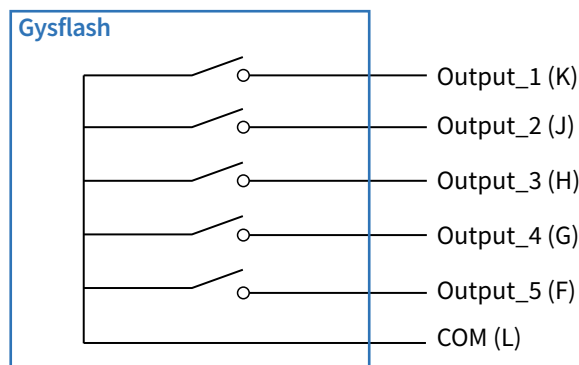 Gysflash
Output_1 (K)
Output_2 (J)
Output_3 (H)
Output_4 (G)
Output_5 (F)
COM (L)